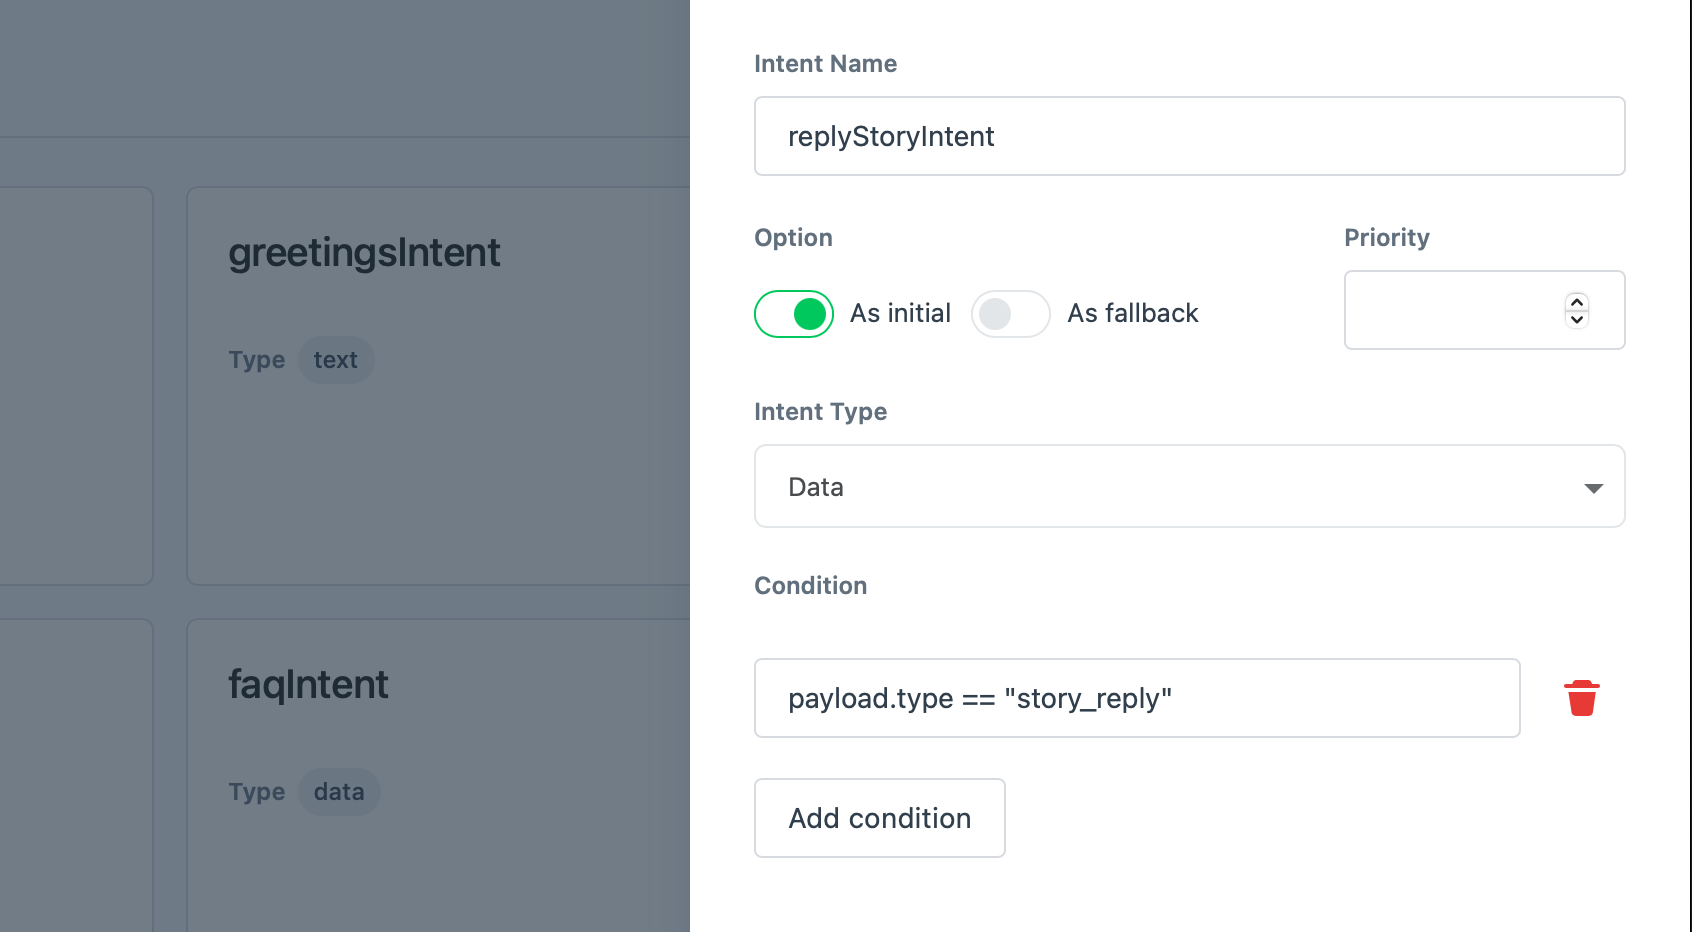 greetingsIntent
Type text
faqIntent
Type data
Intent Name
replyStoryIntent
Option
Priority
As initial
As fallback
Intent Type
Data
Condition
payload.type == "story_reply"
Add condition